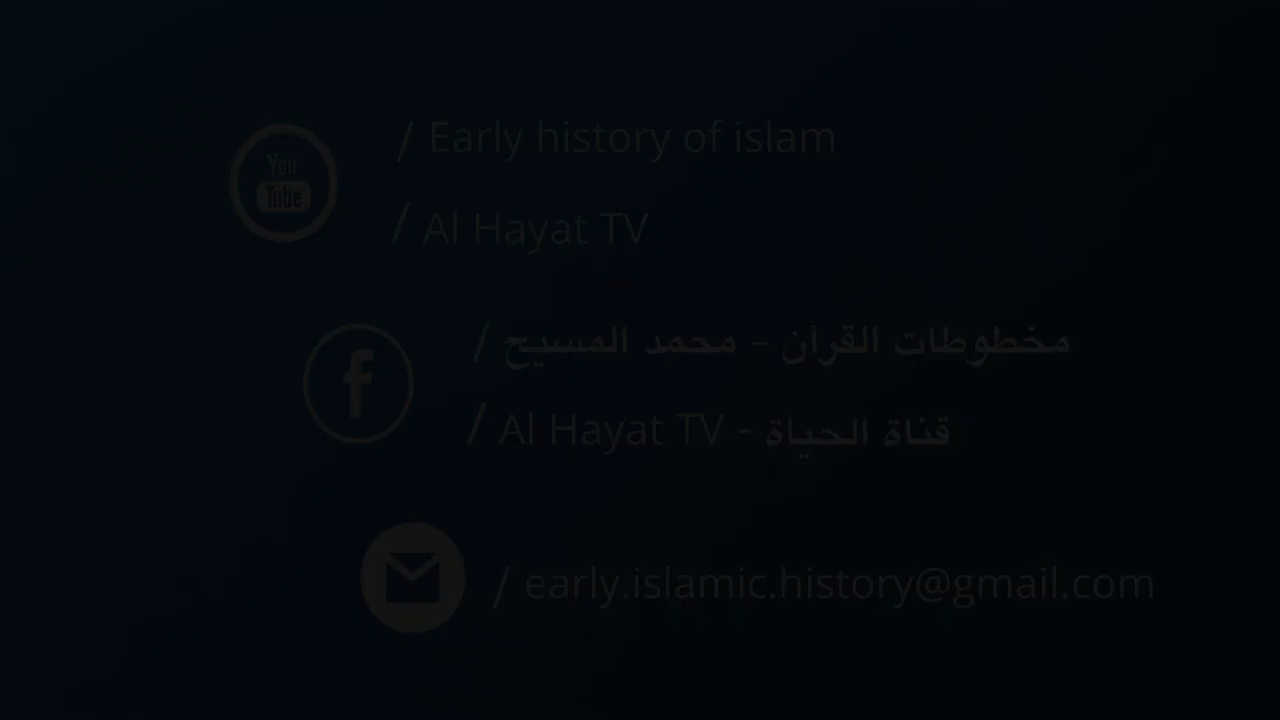 You
Tube
/ Early history of islam
/ Al Hayat TV
/ مخطوطات القرآن - محمد المسيح
/ Al Hayat TV - قناة الحياة
/ early.islamic.history@gmail.com